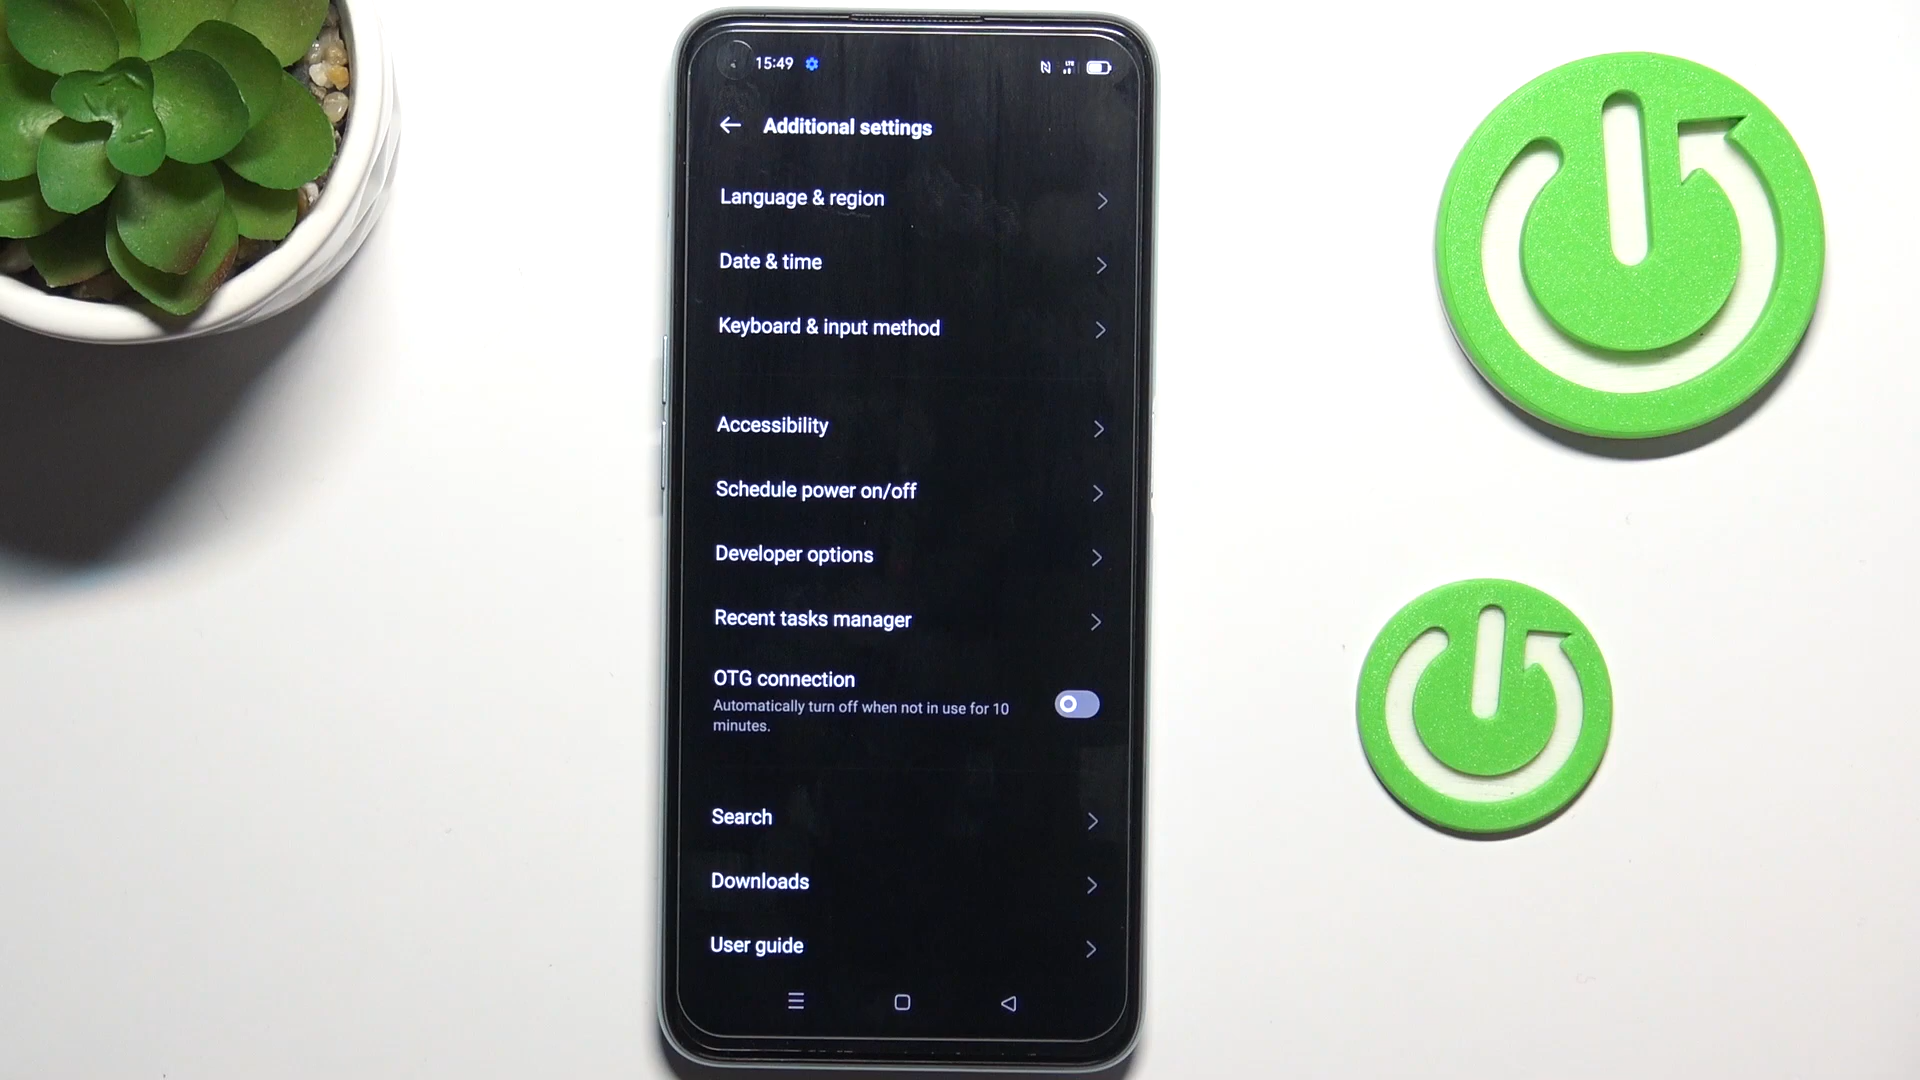 15:49
Additional settings
Language & region
Date & time
Keyboard & input method
Accessibility
Schedule power on/off
Developer options
Recent tasks manager
OTG connection
Automatically turn off when not in use for 10
minutes.
Search
Downloads
User guide